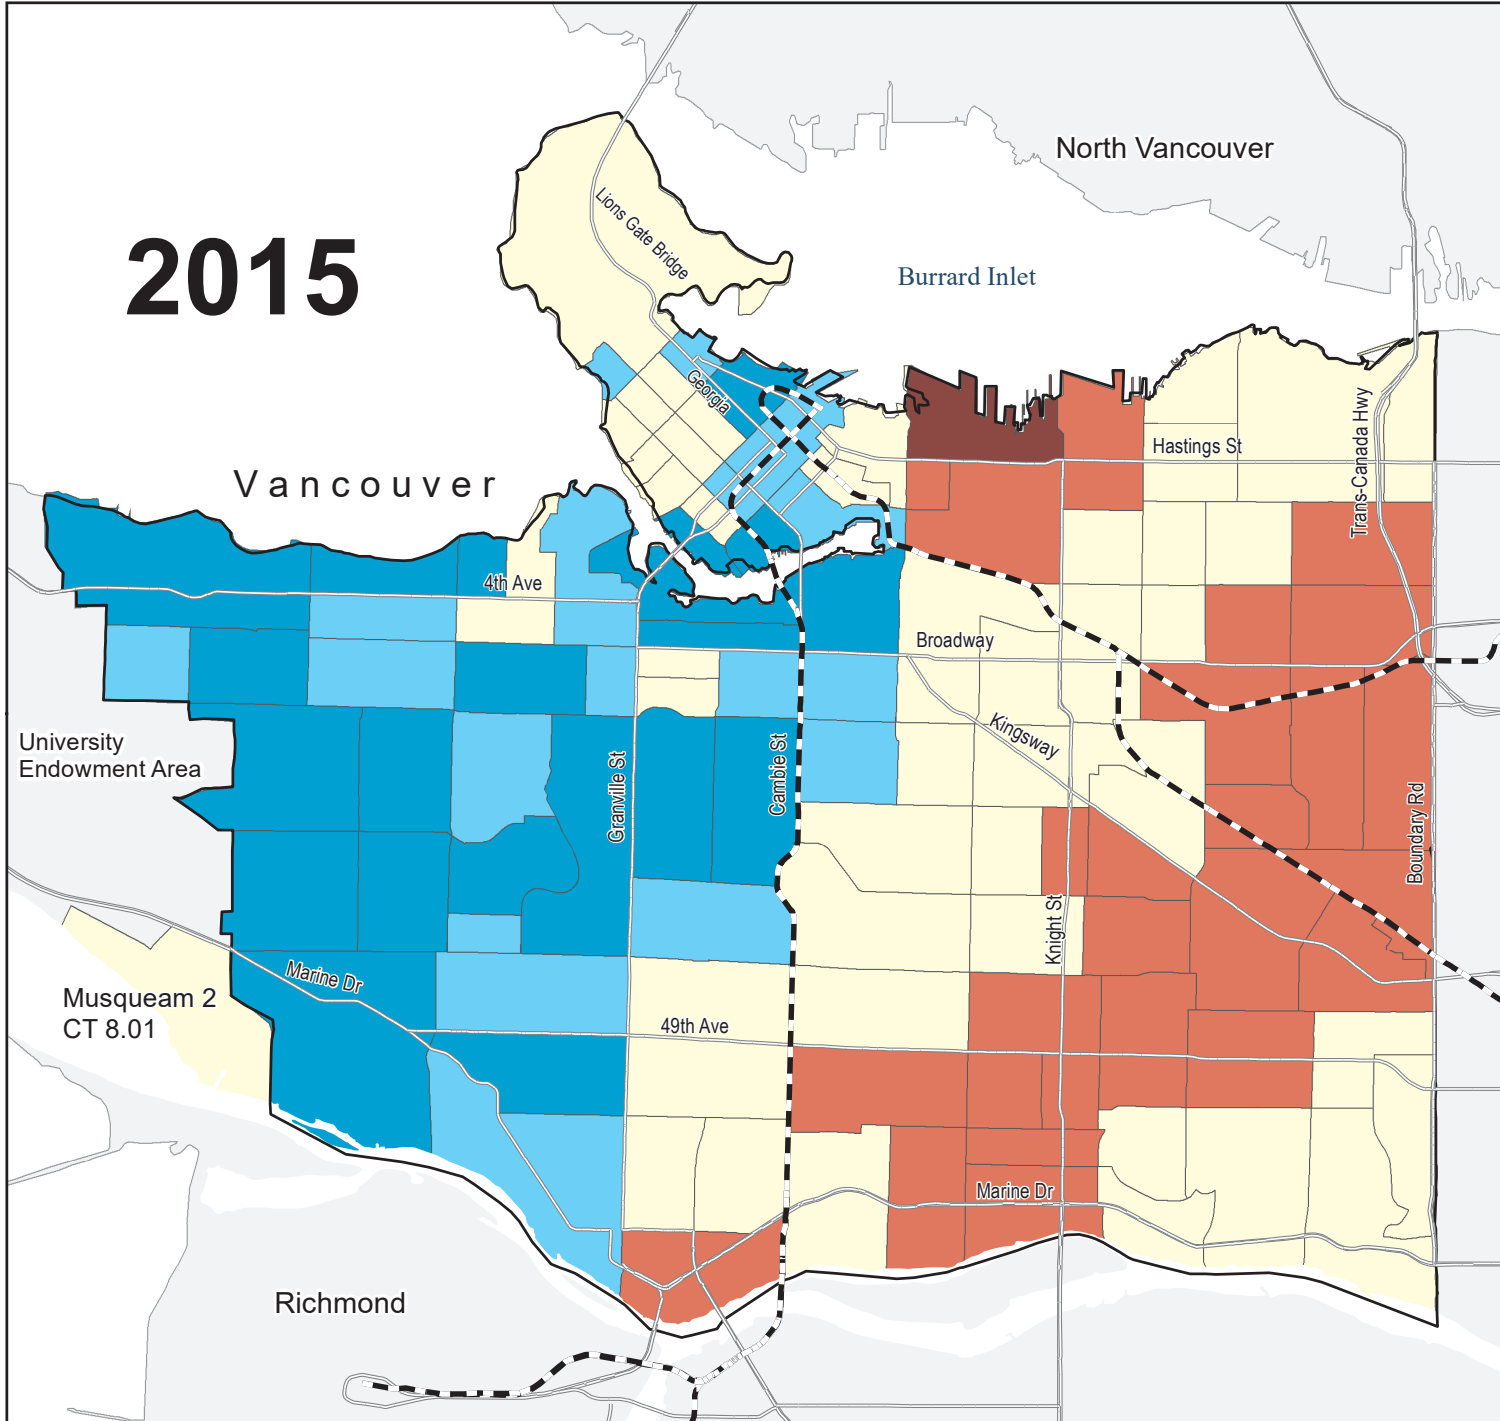 North Vancouver
Lions Gate Bridge
2015
Burrard Inlet
Georgia
Trans-Canada Hwy
Hastings St
Vancouver
4th Ave
Broadway
Kingsway
University
Endowment Area
Granville St
Cambie St
Boundary Rd
Knight St
Marine Dr
Musqueam 2
CT 8.01
49th Ave
Marine Dr
Richmond